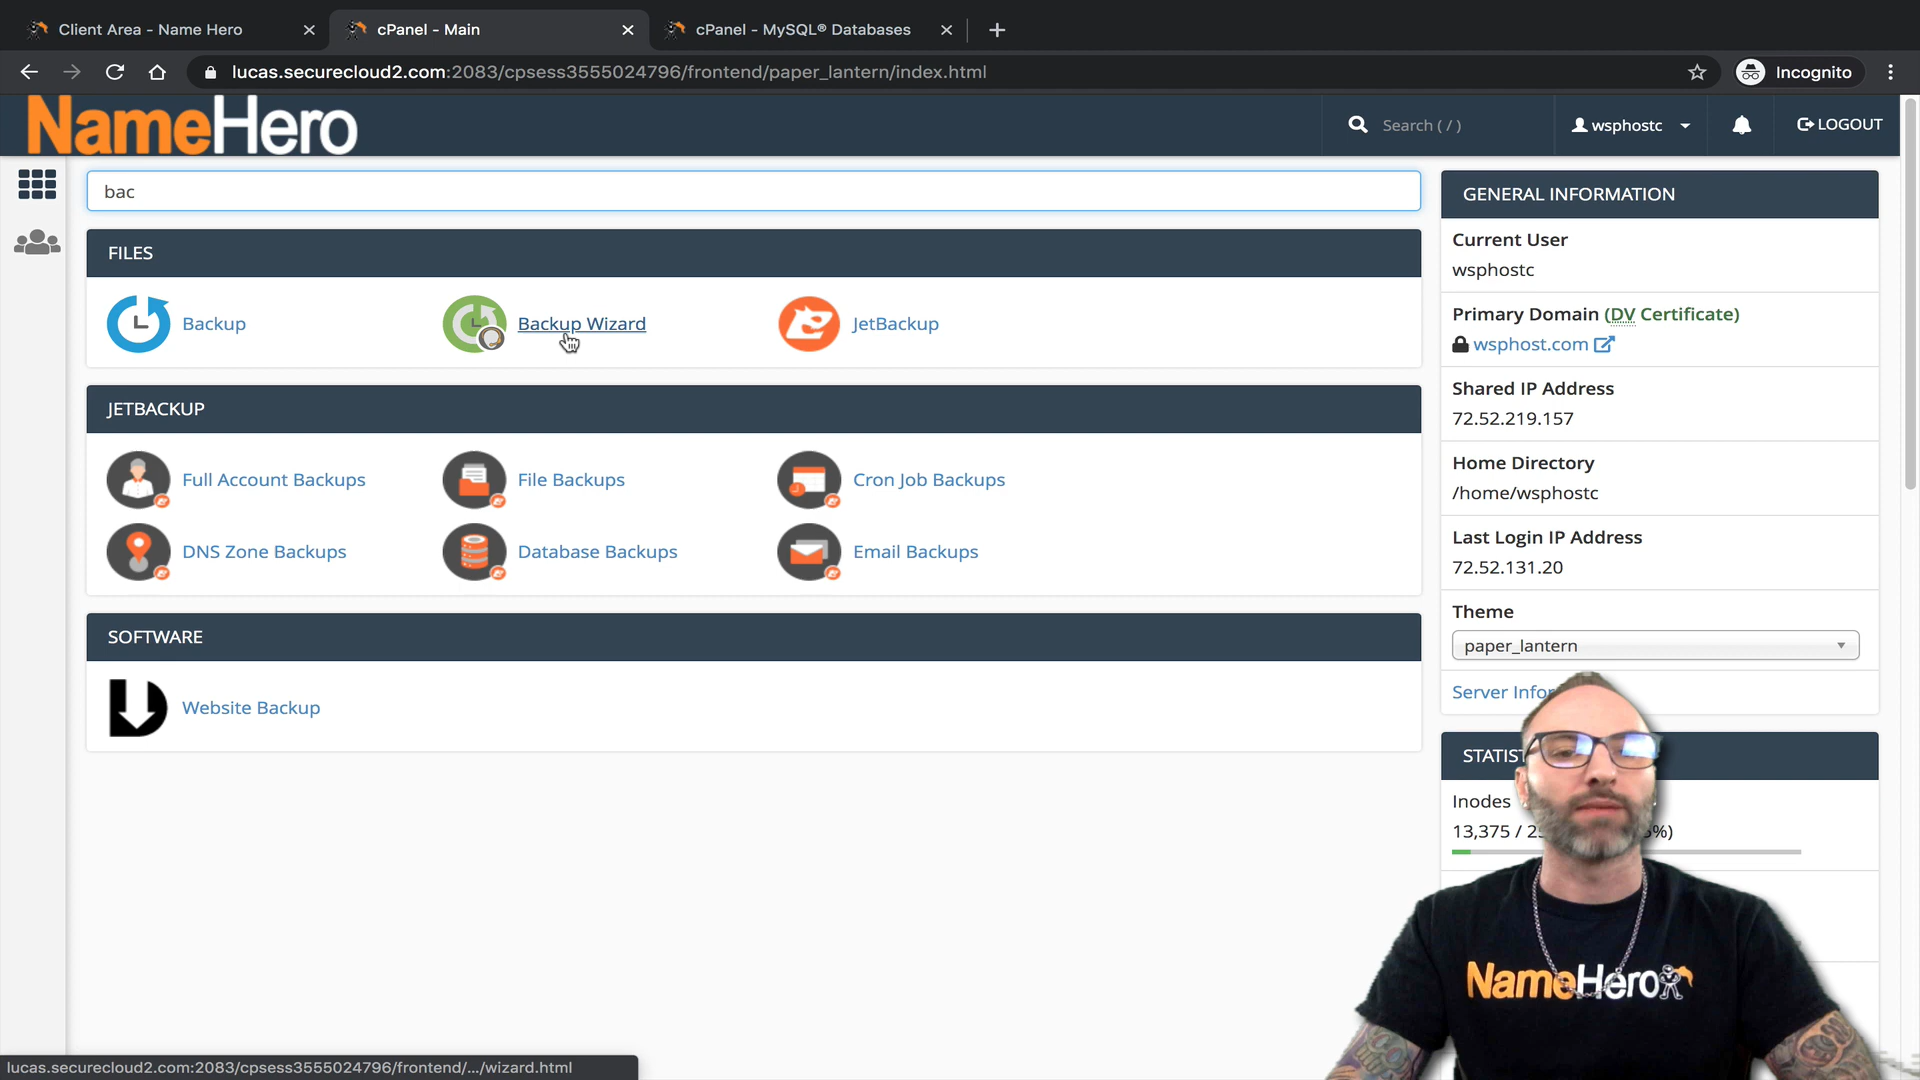 Client Area - Name Hero
cPanel - Main
cPanel - MySQL® Databases
lucas.securecloud2.com:2083/cpsess3555024796/frontend/paper_lantern/index.html
Incognito
NameHero
Search ( / )
wsphostc
LOGOUT
bac
FILES
Backup
Backup Wizard
JetBackup
JETBACKUP
Full Account Backups
File Backups
Cron Job Backups
DNS Zone Backups
Database Backups
Email Backups
SOFTWARE
Website Backup
GENERAL INFORMATION
Current User
wsphostc
Primary Domain (DV Certificate)
wsphost.com
Shared IP Address
72.52.219.157
Home Directory
/home/wsphostc
Last Login IP Address
72.52.131.20
Theme
paper_lantern
Server
Inodes
13,375 /
NameHero
lucas.securecloud2.com:2083/cpsess3555024796/frontend/.../wizard.html